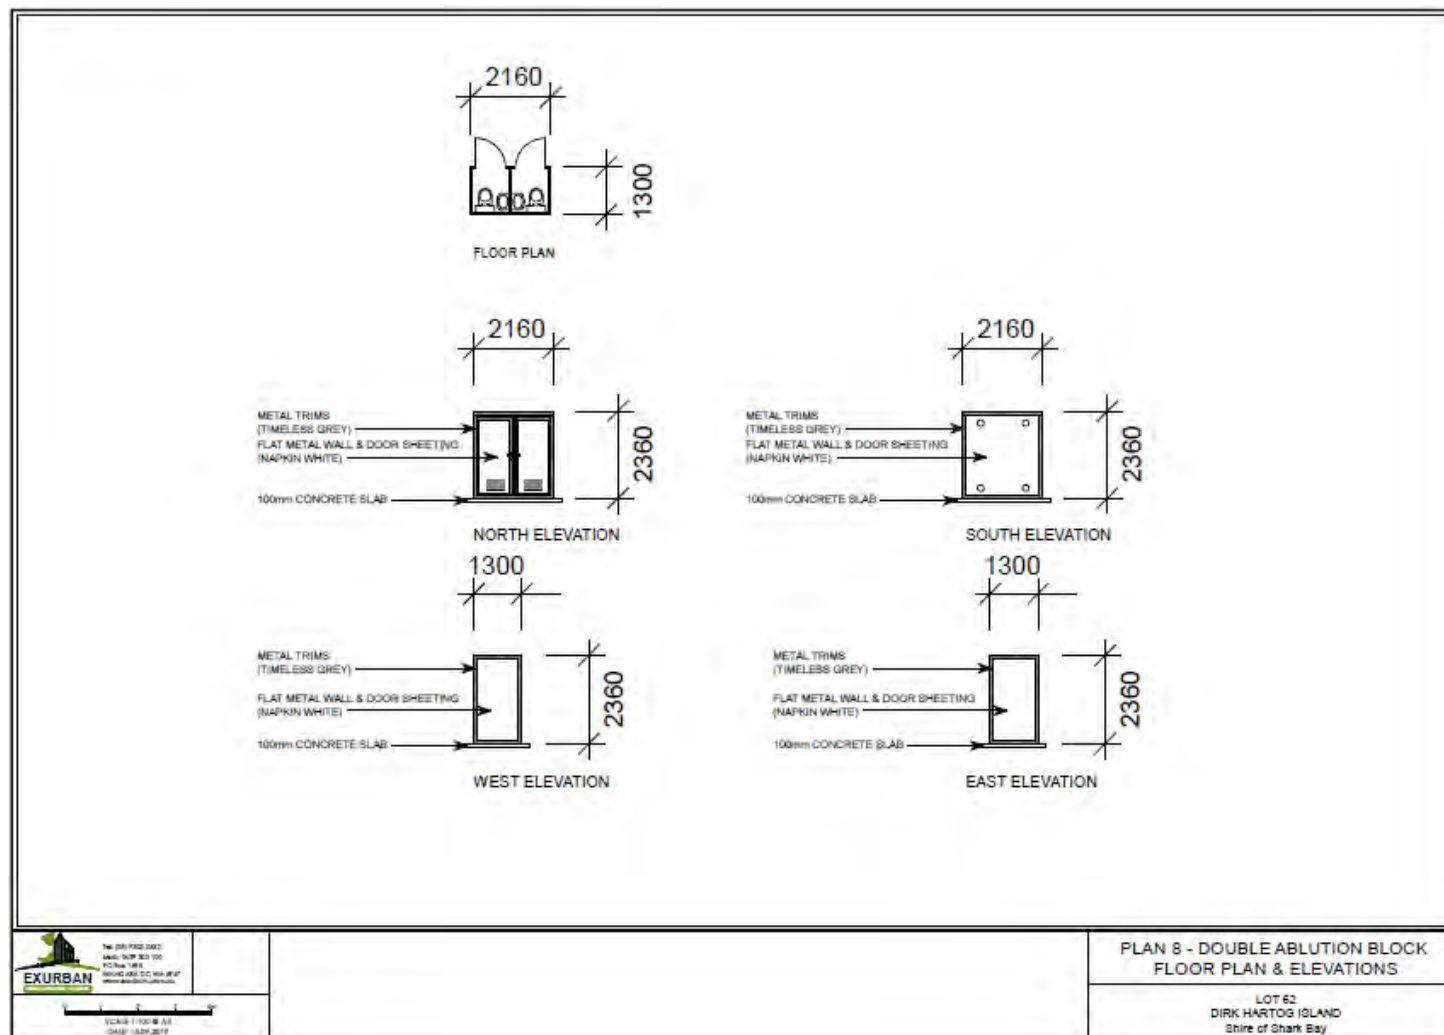 2160
1300
FLOOR PLAN
2160
METAL TRIMS
(TIMELESS GREY)
FLAT METAL WALL & DOOR SHEETING
(NAPKIN WHITE)
100mm CONCRETE SLAB
2360
NORTH ELEVATION
2160
METAL TRIMS
(TIMELESS GREY)
FLAT METAL WALL & DOOR SHEETING
(NAPKIN WHITE)
100mm CONCRETE SLAB
2360
SOUTH ELEVATION
1300
METAL TRIMS
(TIMELESS GREY)
FLAT METAL WALL & DOOR SHEETING
(NAPKIN WHITE)
100mm CONCRETE SLAB
2360
WEST ELEVATION
1300
METAL TRIMS
(TIMELESS GREY)
FLAT METAL WALL & DOOR SHEETING
(NAPKIN WHITE)
100mm CONCRETE SLAB
2360
EAST ELEVATION
EXURBAN
PLAN 8 - DOUBLE ABLUTION BLOCK
FLOOR PLAN & ELEVATIONS
LOT 62
DIRK HARTOG ISLAND
Shire of Shark Bay